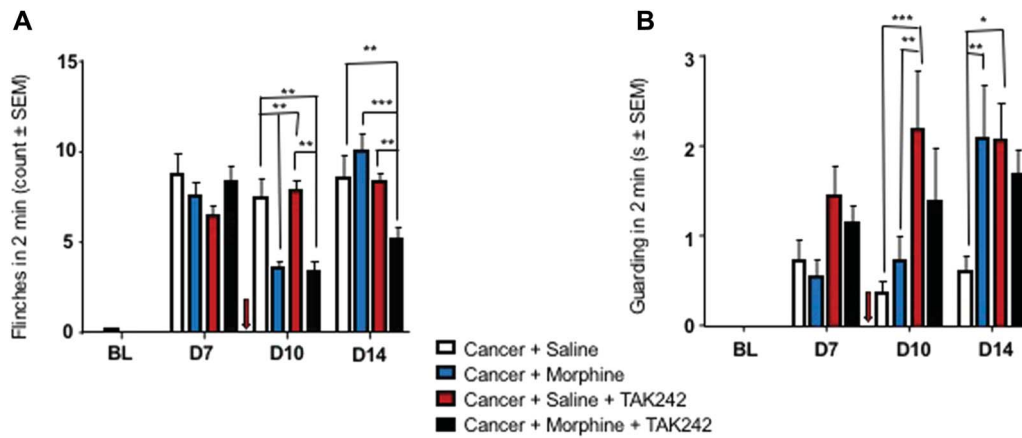 A
Flinches in 2 min (count ± SEM)
15
10
5
0
**
**
**
**
***
**
BL
D7
D10
D14
B
Guarding in 2 min (s ± SEM)
3
2
1
0
***
**
*
**
BL
D7
D10
D14
Cancer + Saline
Cancer + Morphine
Cancer + Saline + TAK242
Cancer + Morphine + TAK242